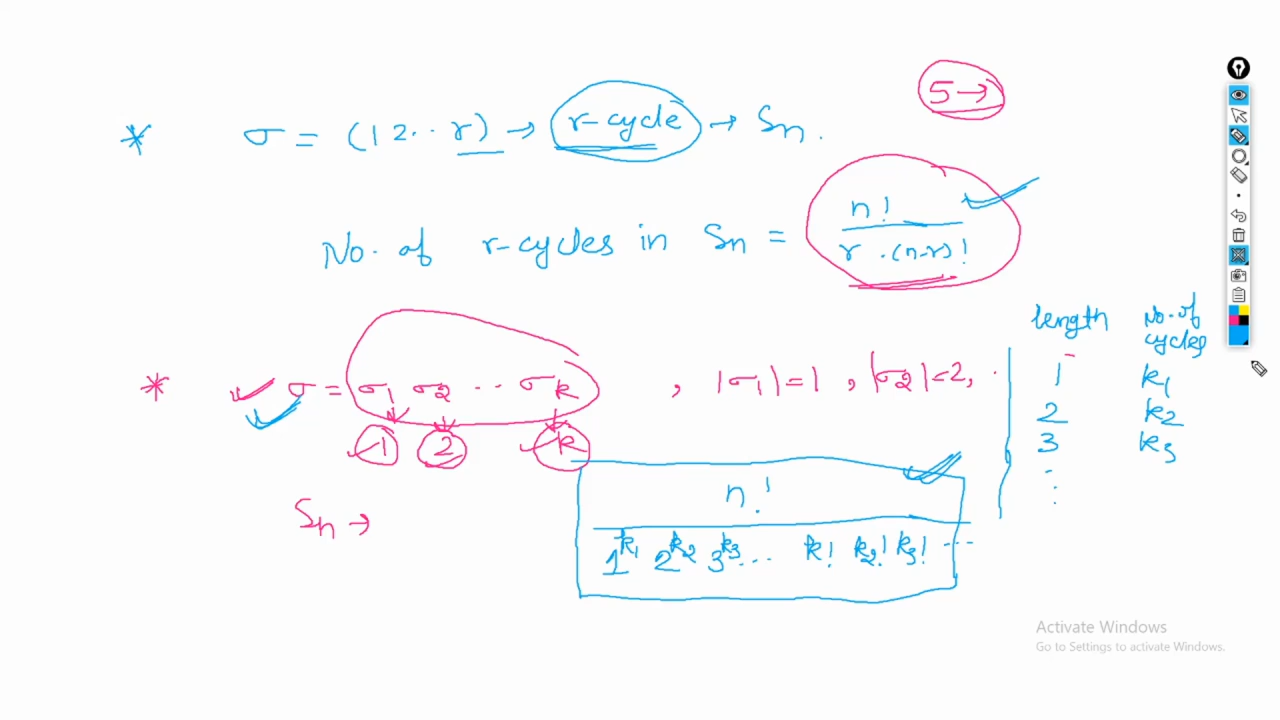 5 →
* σ = (1 2 .. r) → r-cycle → Sn.
No. of r-cycles in Sn = n! / r · (n-r)!
length No. of cycles
1 k1
2 k2
3 k3
⋮
* σ = σ1 σ2 ... σk , |σ1| = 1 , |σ2| = 2, .
1 2 k
Sn →
n!
1^k1 2^k2 3^k3 ... k! k2! k3! ...
Activate Windows
Go to Settings to activate Windows.